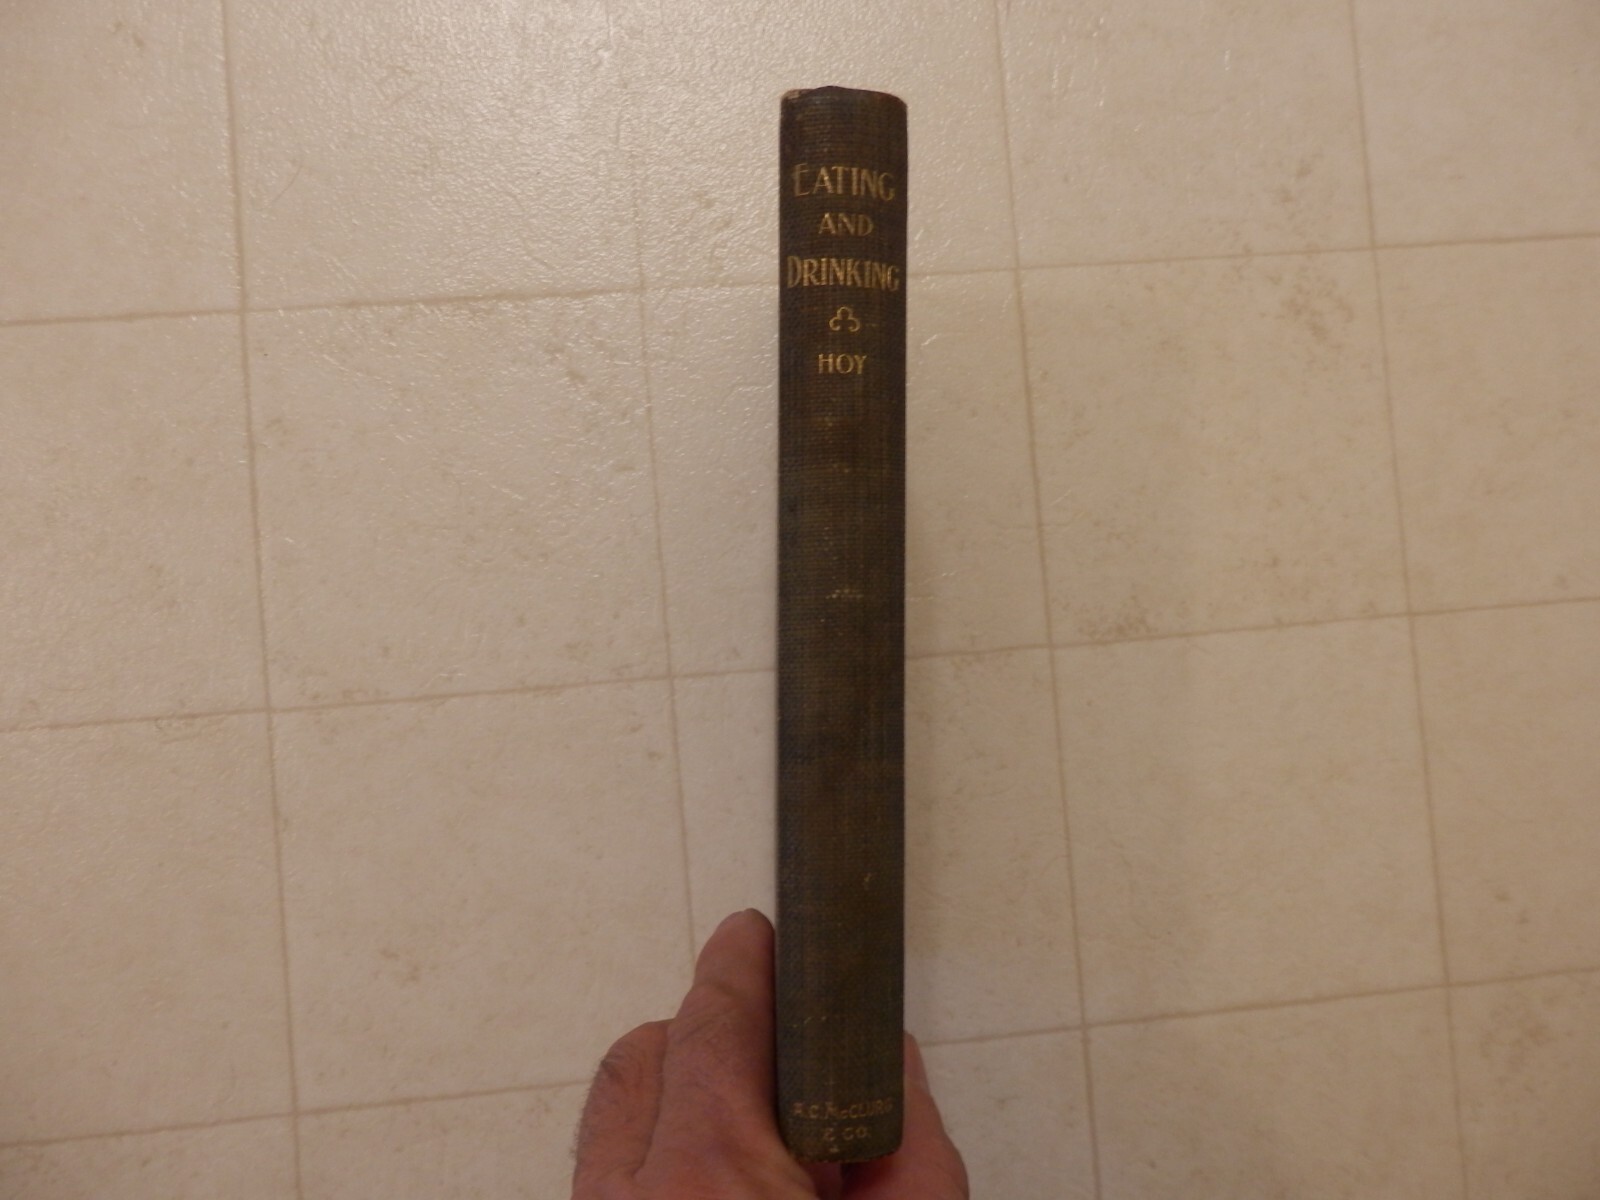 EATING
AND
DRINKING
HOY
A.C. McCLURG
& CO.